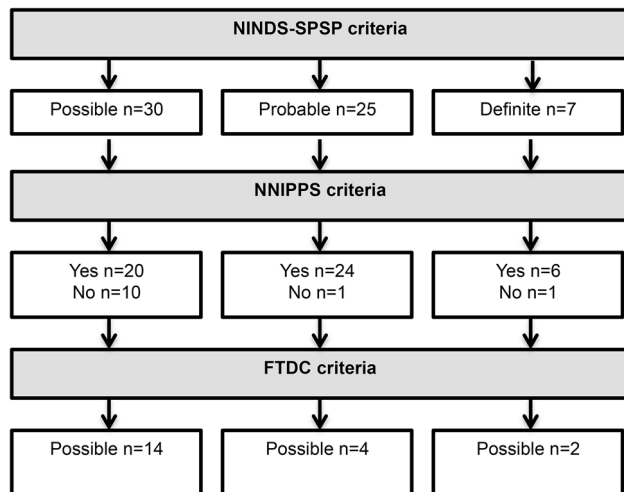 NINDS-SPSP criteria
Possible n=30
Probable n=25
Definite n=7
NNIPPS criteria
Yes n=20
No n=10
Yes n=24
No n=1
Yes n=6
No n=1
FTDC criteria
Possible n=14
Possible n=4
Possible n=2